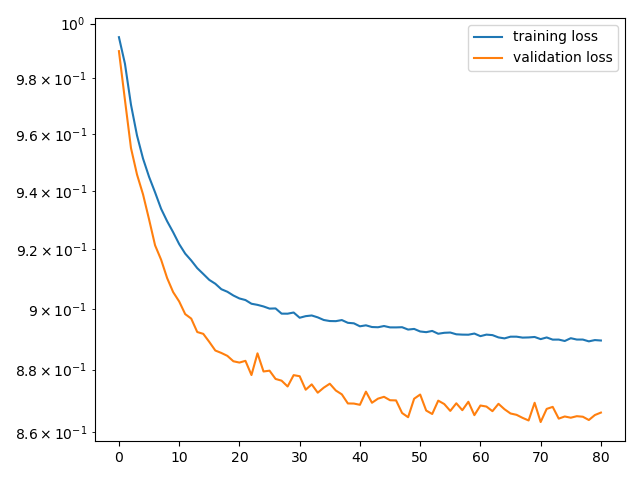 10⁰
9.8 × 10⁻¹
9.6 × 10⁻¹
9.4 × 10⁻¹
9.2 × 10⁻¹
9 × 10⁻¹
8.8 × 10⁻¹
8.6 × 10⁻¹
training loss
validation loss
0 10 20 30 40 50 60 70 80